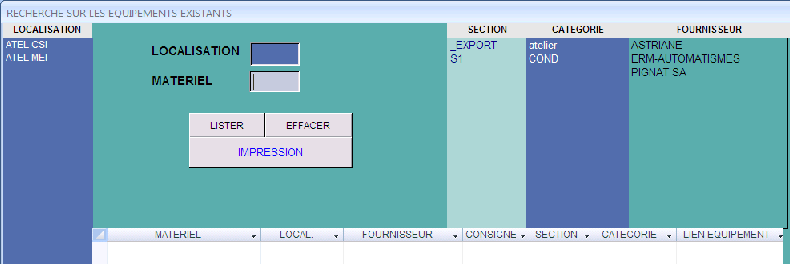 RECHERCHE SUR LES EQUIPEMENTS EXISTANTS
LOCALISATION
ATEL CSI
ATEL MEI
LOCALISATION
MATERIEL
LISTER EFFACER
IMPRESSION
SECTION
_EXPORT
S1
CATEGORIE
atelier
COND
FOURNISSEUR
ASTRIANE
ERM-AUTOMATISMES
PIGNAT SA
MATERIEL LOCAL. FOURNISSEUR CONSIGNE SECTION CATEGORIE LIEN EQUIPEMENT